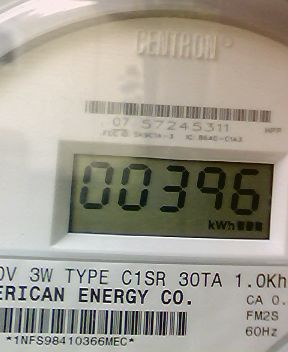 CENTRON
07 57245311
00396
kWh
0V 3W TYPE C1SR 30TA 1.0Kh
ERICAN ENERGY CO. CA 0.
FM2S
60Hz
*1NFS98410366MEC*